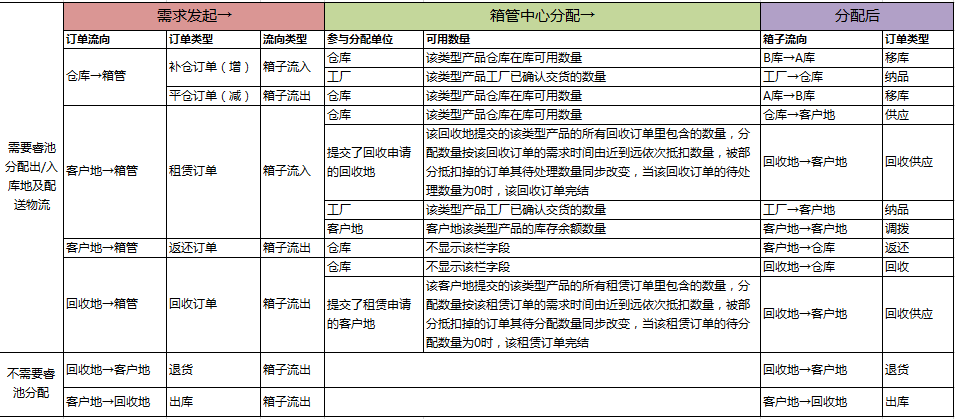 需求发起→ 箱管中心分配→ 分配后
订单流向 订单类型 流向类型 参与分配单位 可用数量 箱子流向 订单类型
需要睿池
分配出/入
库地及配
送物流
仓库→箱管 补仓订单（增） 箱子流入 仓库 该类型产品仓库在库可用数量 B库→A库 移库
工厂 该类型产品工厂已确认交货的数量 工厂→仓库 纳品
平仓订单（减） 箱子流出 仓库 该类型产品仓库在库可用数量 A库→B库 移库
客户地→箱管 租赁订单 箱子流入 仓库 该类型产品仓库在库可用数量 仓库→客户地 供应
提交了回收申请
的回收地
该回收地提交的该类型产品的所有回收订单里包含的数量，分
配数量按该回收订单的需求时间由近到远依次抵扣数量，被部
分抵扣掉的订单其待处理数量同步改变，当该回收订单的待处
理数量为0时，该回收订单完结
回收地→客户地 回收供应
工厂 该类型产品工厂已确认交货的数量 工厂→客户地 纳品
客户地 客户地该类型产品的库存余额数量 客户地→客户地 调拨
客户地→箱管 返还订单 箱子流出 仓库 不显示该栏字段 客户地→仓库 返还
回收地→箱管 回收订单 箱子流出 仓库 不显示该栏字段 回收地→仓库 回收
提交了租赁申请
的客户地
该客户地提交的该类型产品的所有租赁订单里包含的数量，分
配数量按该租赁订单的需求时间由近到远依次抵扣数量，被部
分抵扣掉的订单其待分配数量同步改变，当该租赁订单的待分
配数量为0时，该租赁订单完结
回收地→客户地 回收供应
不需要睿
池分配
回收地→客户地 退货 箱子流出 回收地→客户地 退货
客户地→回收地 出库 箱子流出 客户地→回收地 出库